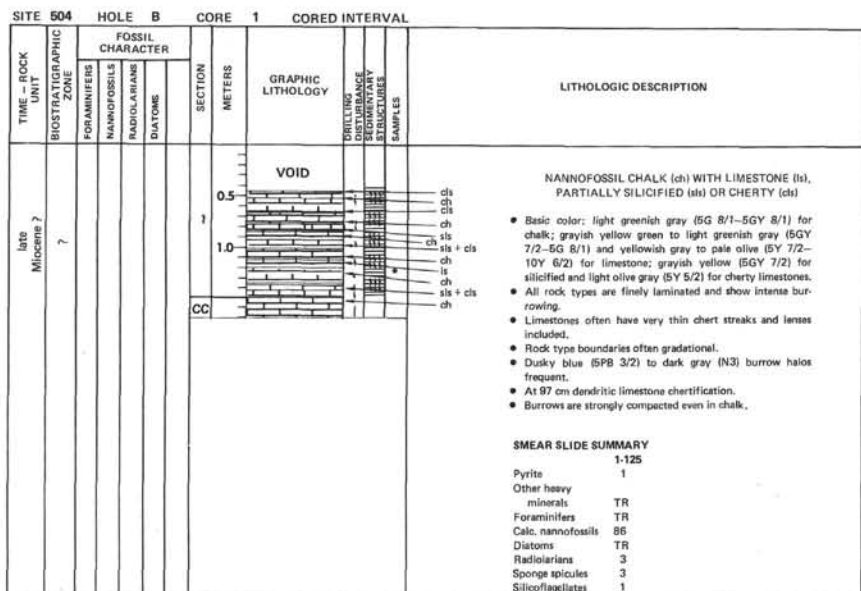 SITE 504 HOLE B CORE 1 CORED INTERVAL
TIME – ROCK UNIT
BIOSTRATIGRAPHIC ZONE
FOSSIL CHARACTER
FORAMINIFERS
NANNOFOSSILS
RADIOLARIANS
DIATOMS
SECTION
METERS
GRAPHIC LITHOLOGY
DRILLING DISTURBANCE
SEDIMENTARY STRUCTURES
SAMPLES
LITHOLOGIC DESCRIPTION
late Miocene ?
?
VOID
0.5
1.0
CC
cls
ch
cls
ch
sls
ch
sls + cls
ch
ls
ch
sls + cls
ch
NANNOFOSSIL CHALK (ch) WITH LIMESTONE (ls),
PARTIALLY SILICIFIED (sls) OR CHERTY (cls)
• Basic color: light greenish gray (5G 8/1–5GY 8/1) for
chalk; grayish yellow green to light greenish gray (5GY
7/2–5G 8/1) and yellowish gray to pale olive (5Y 7/2–
10Y 6/2) for limestone; grayish yellow (5GY 7/2) for
silicified and light olive gray (5Y 5/2) for cherty limestones.
• All rock types are finely laminated and show intense bur-
rowing.
• Limestones often have very thin chert streaks and lenses
included.
• Rock type boundaries often gradational.
• Dusky blue (5PB 3/2) to dark gray (N3) burrow halos
frequent.
• At 97 cm dendritic limestone chertification.
• Burrows are strongly compacted even in chalk.
SMEAR SLIDE SUMMARY
1-125
Pyrite 1
Other heavy
minerals TR
Foraminifers TR
Calc. nannofossils 86
Diatoms TR
Radiolarians 3
Sponge spicules 3
Silicoflagellates 1